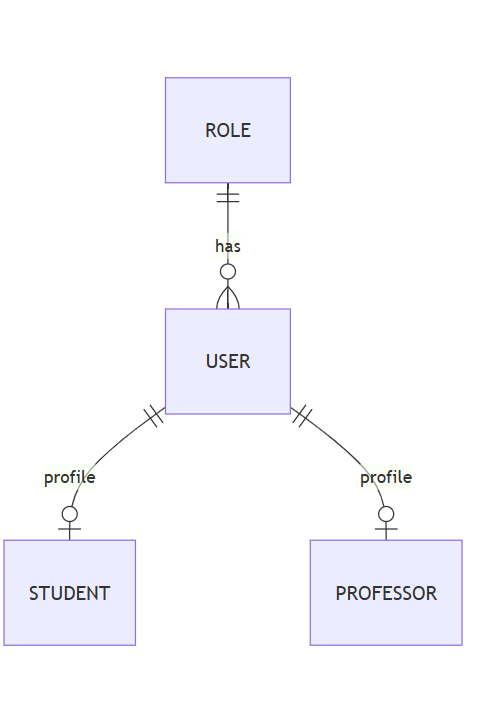 ROLE
has
USER
profile
profile
STUDENT
PROFESSOR